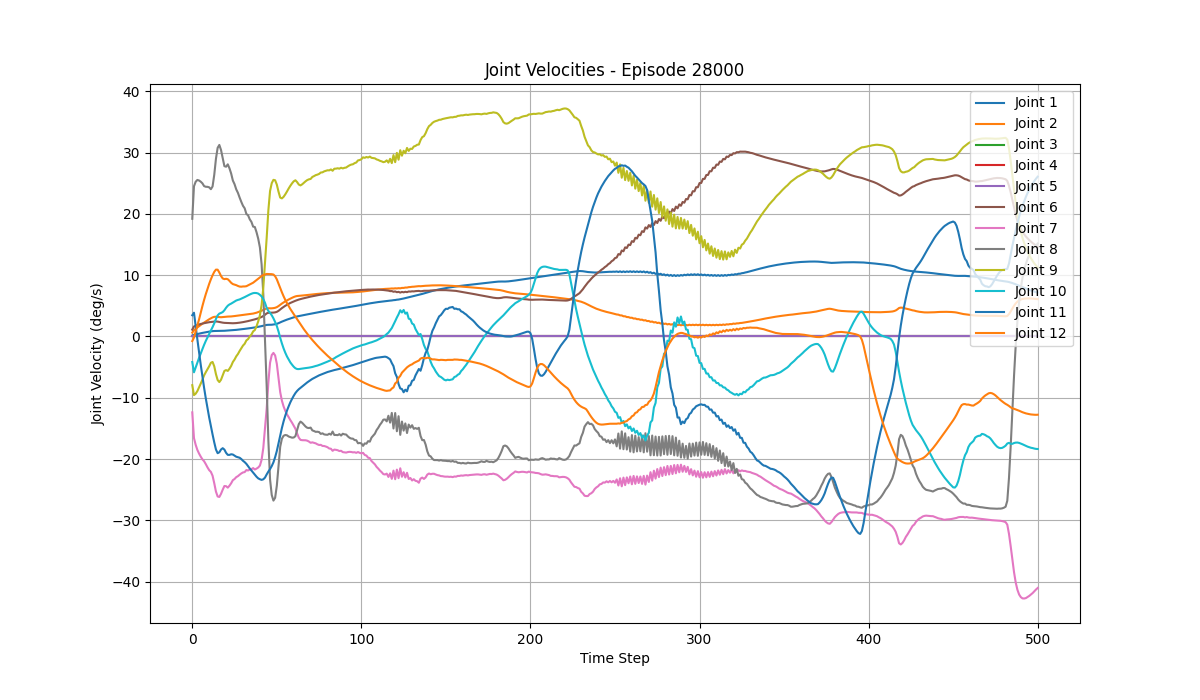 Joint Velocities - Episode 28000
Joint Velocity (deg/s)
40
30
20
10
0
−10
−20
−30
−40
0
100
200
300
400
500
Time Step
Joint 1
Joint 2
Joint 3
Joint 4
Joint 5
Joint 6
Joint 7
Joint 8
Joint 9
Joint 10
Joint 11
Joint 12